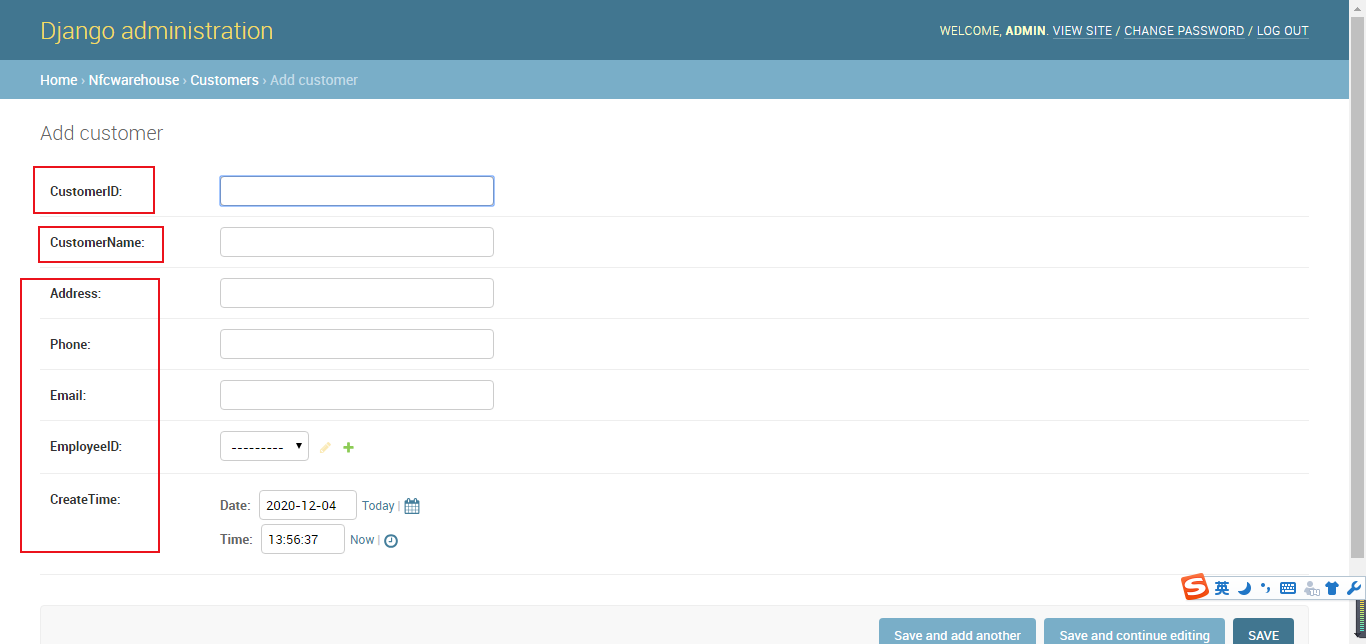 Django administration
WELCOME, ADMIN. VIEW SITE / CHANGE PASSWORD / LOG OUT
Home › Nfcwarehouse › Customers › Add customer
Add customer
CustomerID:
CustomerName:
Address:
Phone:
Email:
EmployeeID: ---------
CreateTime:
Date: 2020-12-04 Today |
Time: 13:56:37 Now |
S 英
Save and add another Save and continue editing SAVE